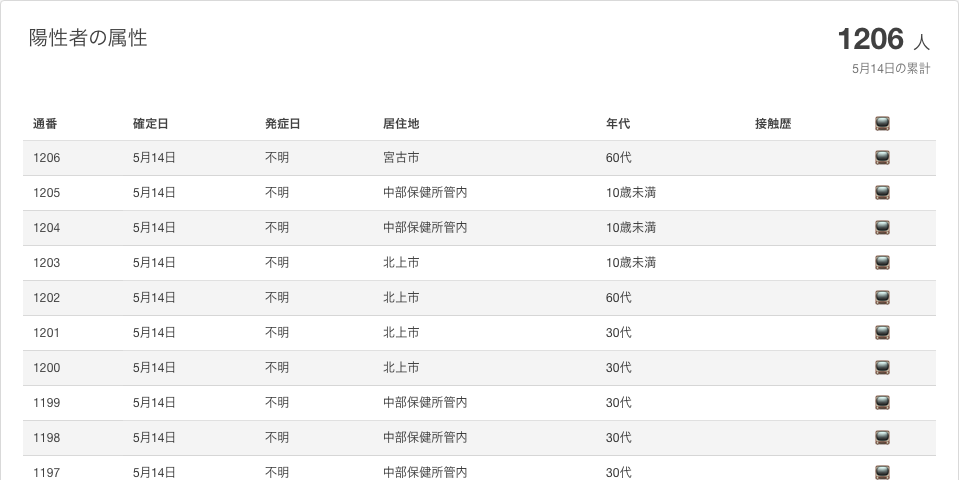 陽性者の属性
1206 人
5月14日の累計
通番 確定日 発症日 居住地 年代 接触歴
1206 5月14日 不明 宮古市 60代
1205 5月14日 不明 中部保健所管内 10歳未満
1204 5月14日 不明 中部保健所管内 10歳未満
1203 5月14日 不明 北上市 10歳未満
1202 5月14日 不明 北上市 60代
1201 5月14日 不明 北上市 30代
1200 5月14日 不明 北上市 30代
1199 5月14日 不明 中部保健所管内 30代
1198 5月14日 不明 中部保健所管内 30代
1197 5月14日 不明 中部保健所管内 30代